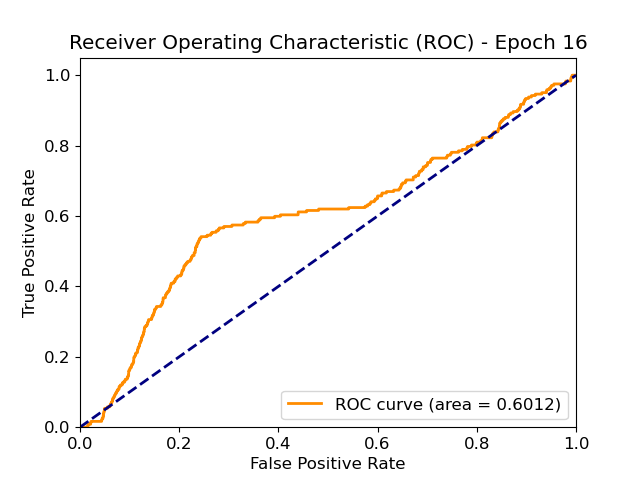 Receiver Operating Characteristic (ROC) - Epoch 16
True Positive Rate
1.0
0.8
0.6
0.4
0.2
0.0
ROC curve (area = 0.6012)
0.0 0.2 0.4 0.6 0.8 1.0
False Positive Rate